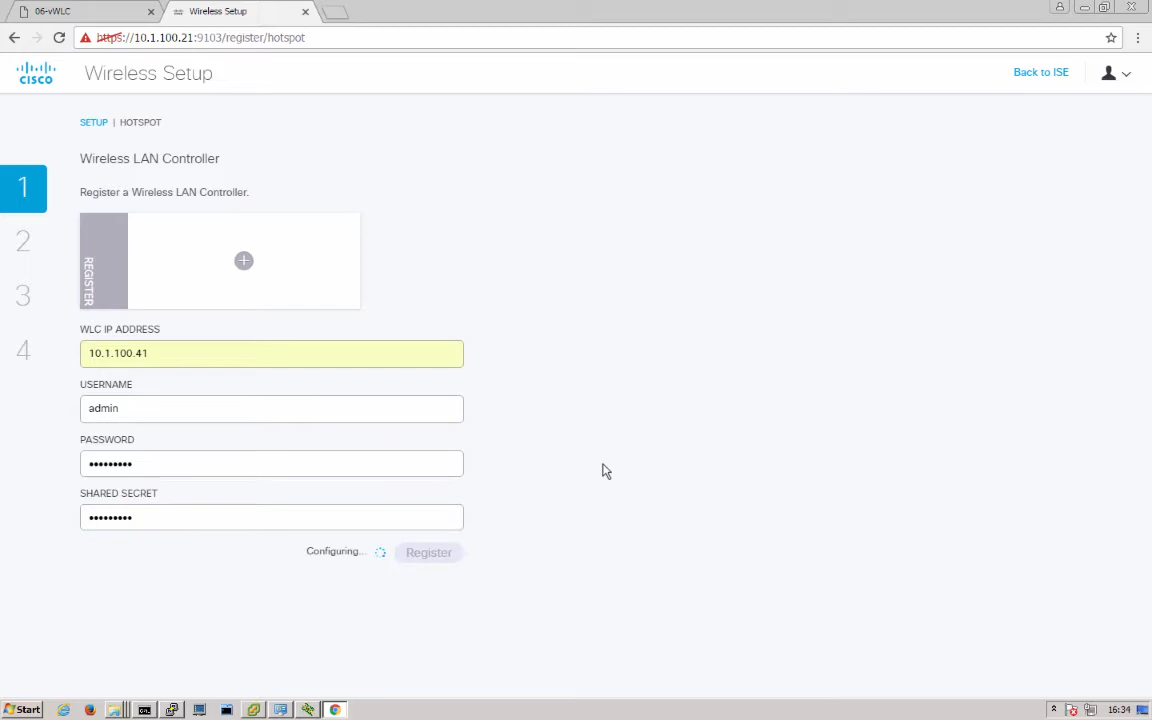 06-vWLC
Wireless Setup
https://10.1.100.21:9103/register/hotspot
CISCO
Wireless Setup
Back to ISE
SETUP | HOTSPOT
Wireless LAN Controller
1
Register a Wireless LAN Controller.
2
REGISTER
3
WLC IP ADDRESS
4
10.1.100.41
USERNAME
admin
PASSWORD
•••••••••
SHARED SECRET
•••••••••
Configuring... Register
Start
16:34